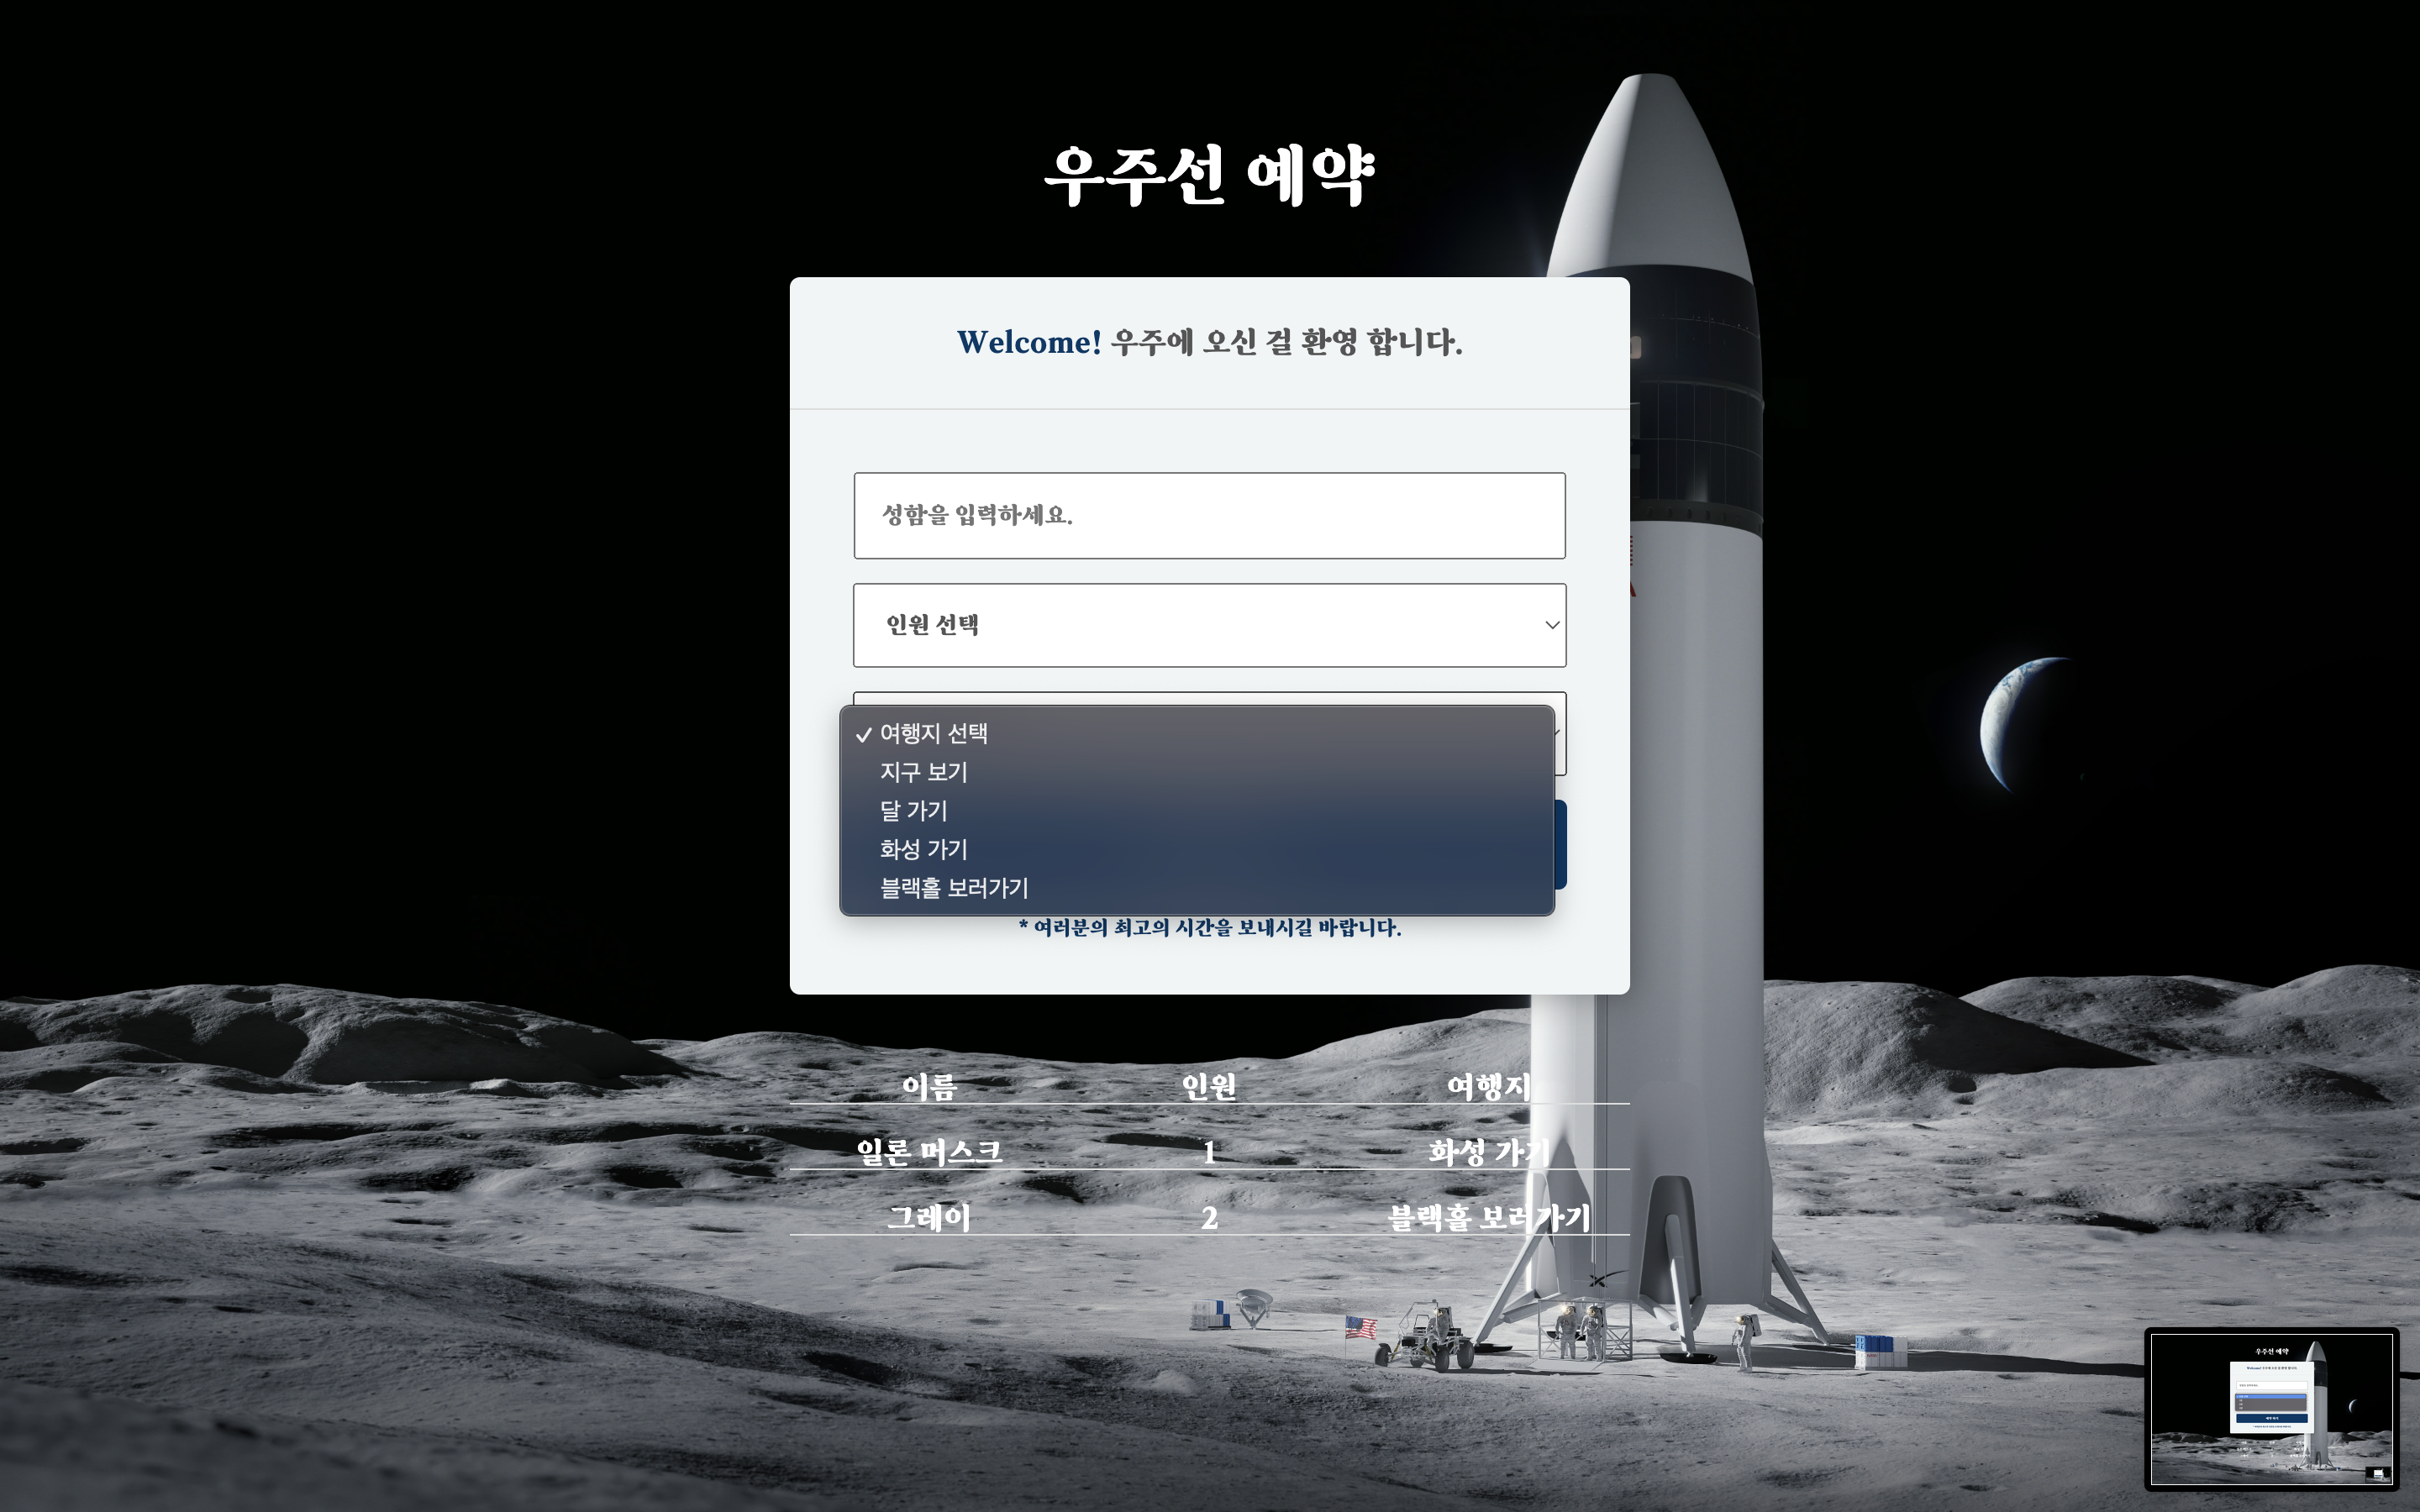 우주선 예약
Welcome! 우주에 오신 걸 환영 합니다.
성함을 입력하세요.
인원 선택
✓ 여행지 선택
지구 보기
달 가기
화성 가기
블랙홀 보러가기
* 여러분의 최고의 시간을 보내시길 바랍니다.
이름 인원 여행지
일론 머스크 1 화성 가기
그레이 2 블랙홀 보러가기